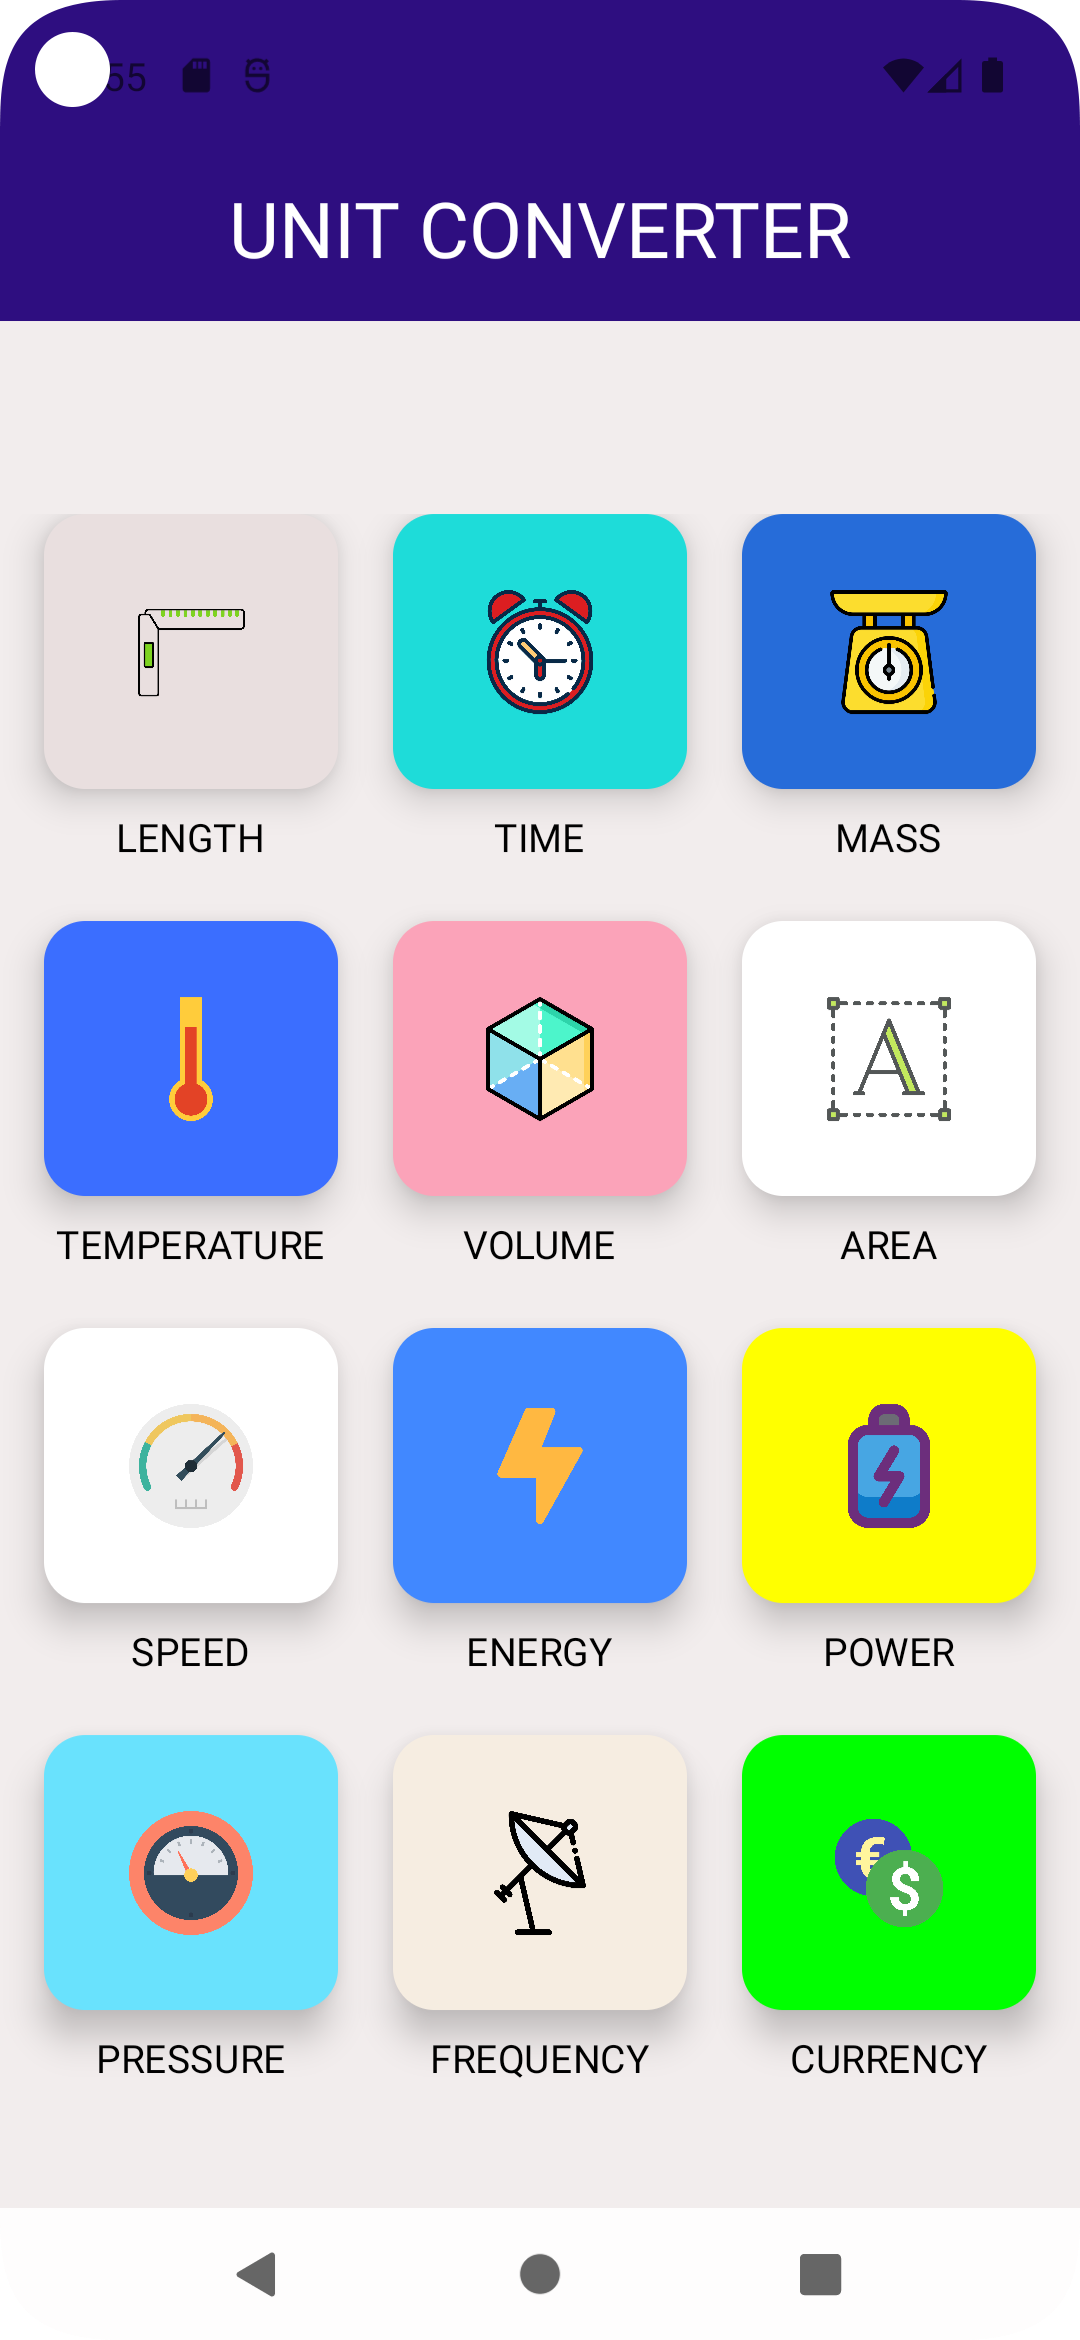 55
UNIT CONVERTER
LENGTH TIME MASS
TEMPERATURE VOLUME AREA
SPEED ENERGY POWER
PRESSURE FREQUENCY CURRENCY